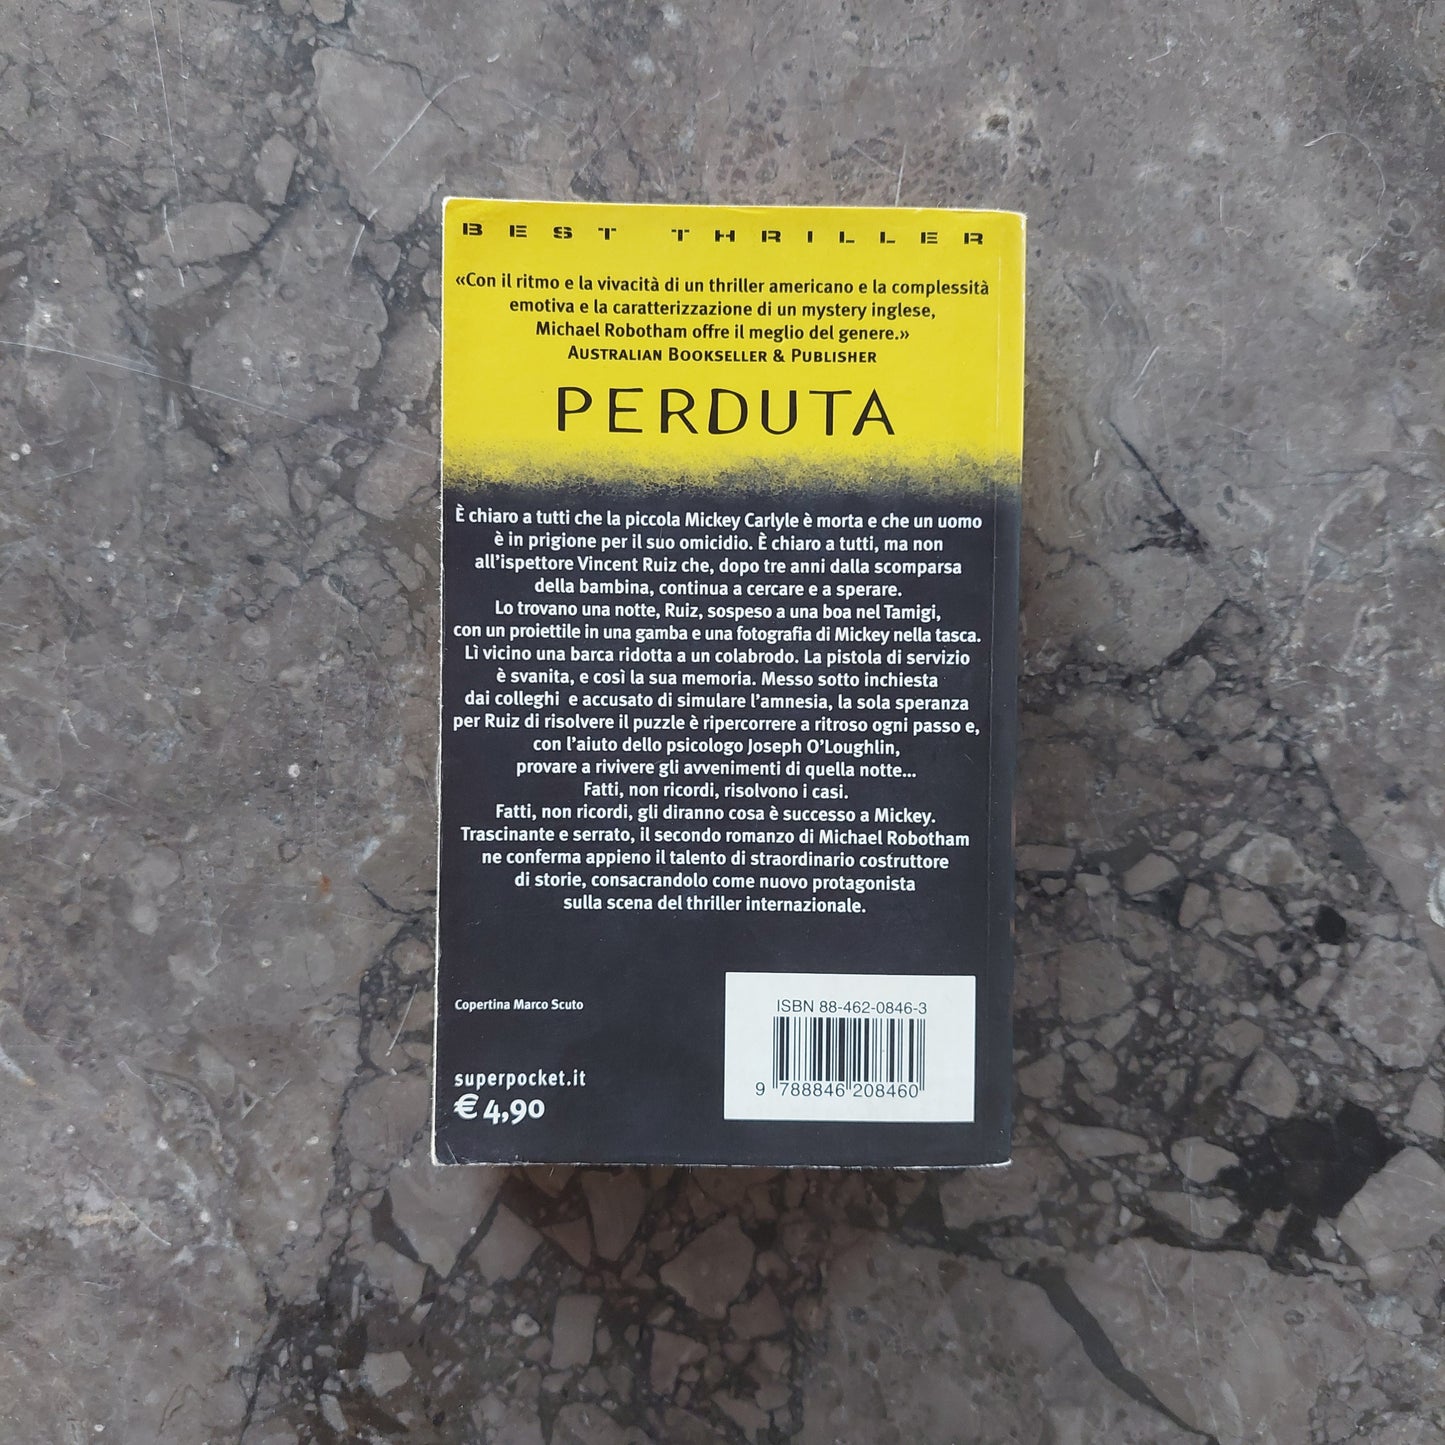 BEST THRILLER
«Con il ritmo e la vivacità di un thriller americano e la complessità
emotiva e la caratterizzazione di un mystery inglese,
Michael Robotham offre il meglio del genere.»
AUSTRALIAN BOOKSELLER & PUBLISHER
PERDUTA
È chiaro a tutti che la piccola Mickey Carlyle è morta e che un uomo
è in prigione per il suo omicidio. È chiaro a tutti, ma non
all'ispettore Vincent Ruiz che, dopo tre anni dalla scomparsa
della bambina, continua a cercare e a sperare.
Lo trovano una notte, Ruiz, sospeso a una boa nel Tamigi,
con un proiettile in una gamba e una fotografia di Mickey nella tasca.
Lì vicino una barca ridotta a un colabrodo. La pistola di servizio
è svanita, e così la sua memoria. Messo sotto inchiesta
dai colleghi e accusato di simulare l'amnesia, la sola speranza
per Ruiz di risolvere il puzzle è ripercorrere a ritroso ogni passo e,
con l'aiuto dello psicologo Joseph O'Loughlin,
provare a rivivere gli avvenimenti di quella notte...
Fatti, non ricordi, risolvono i casi.
Fatti, non ricordi, gli diranno cosa è successo a Mickey.
Trascinante e serrato, il secondo romanzo di Michael Robotham
ne conferma appieno il talento di straordinario costruttore
di storie, consacrandolo come nuovo protagonista
sulla scena del thriller internazionale.
Copertina Marco Scuto
superpocket.it
€ 4,90
ISBN 88-462-0846-3
9 788846 208460